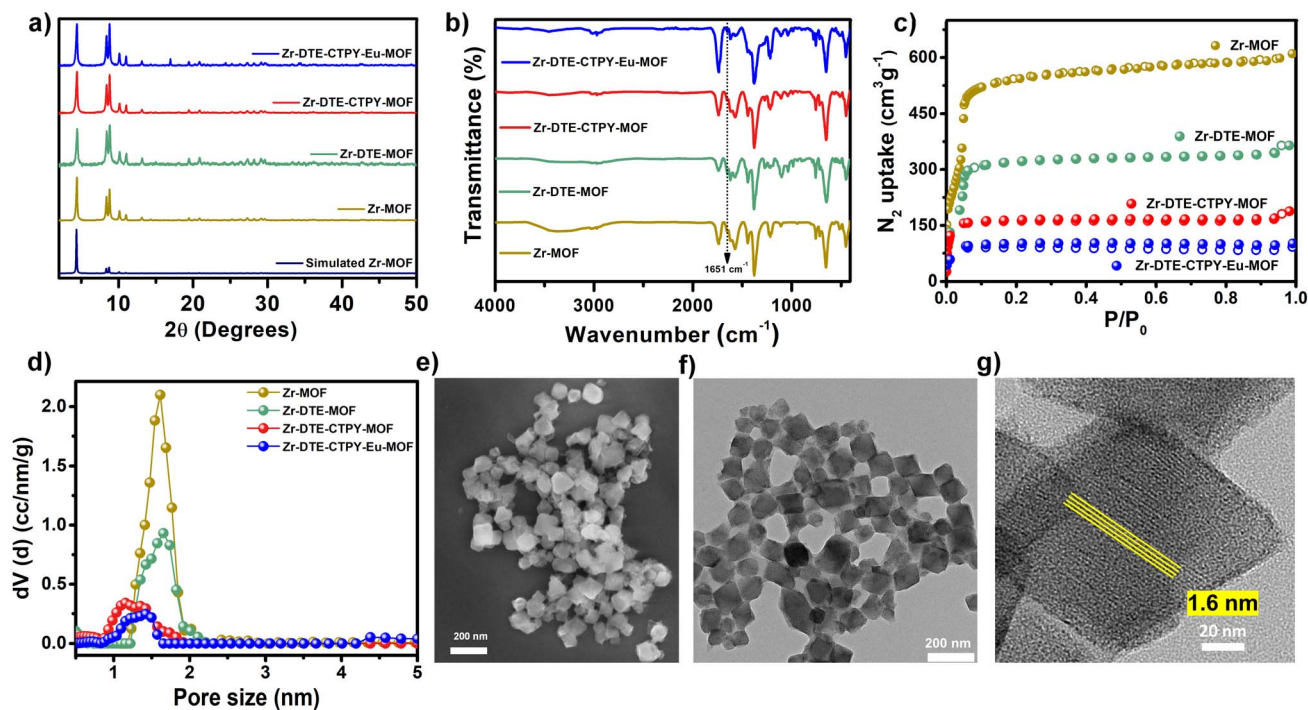 a)
Zr-DTE-CTPY-Eu-MOF
Zr-DTE-CTPY-MOF
Zr-DTE-MOF
Zr-MOF
Simulated Zr-MOF
10
20
30
40
50
2θ (Degrees)
b)
Transmittance (%)
Zr-DTE-CTPY-Eu-MOF
Zr-DTE-CTPY-MOF
Zr-DTE-MOF
Zr-MOF
1651 cm⁻¹
4000
3000
2000
1000
Wavenumber (cm⁻¹)
c)
N₂ uptake (cm³g⁻¹)
600
450
300
150
0
Zr-MOF
Zr-DTE-MOF
Zr-DTE-CTPY-MOF
Zr-DTE-CTPY-Eu-MOF
0.0
0.2
0.4
0.6
0.8
1.0
P/P₀
d)
dV (d) (cc/nm/g)
2.0
1.5
1.0
0.5
0.0
Zr-MOF
Zr-DTE-MOF
Zr-DTE-CTPY-MOF
Zr-DTE-CTPY-Eu-MOF
1
2
3
4
5
Pore size (nm)
e)
200 nm
f)
200 nm
g)
1.6 nm
20 nm